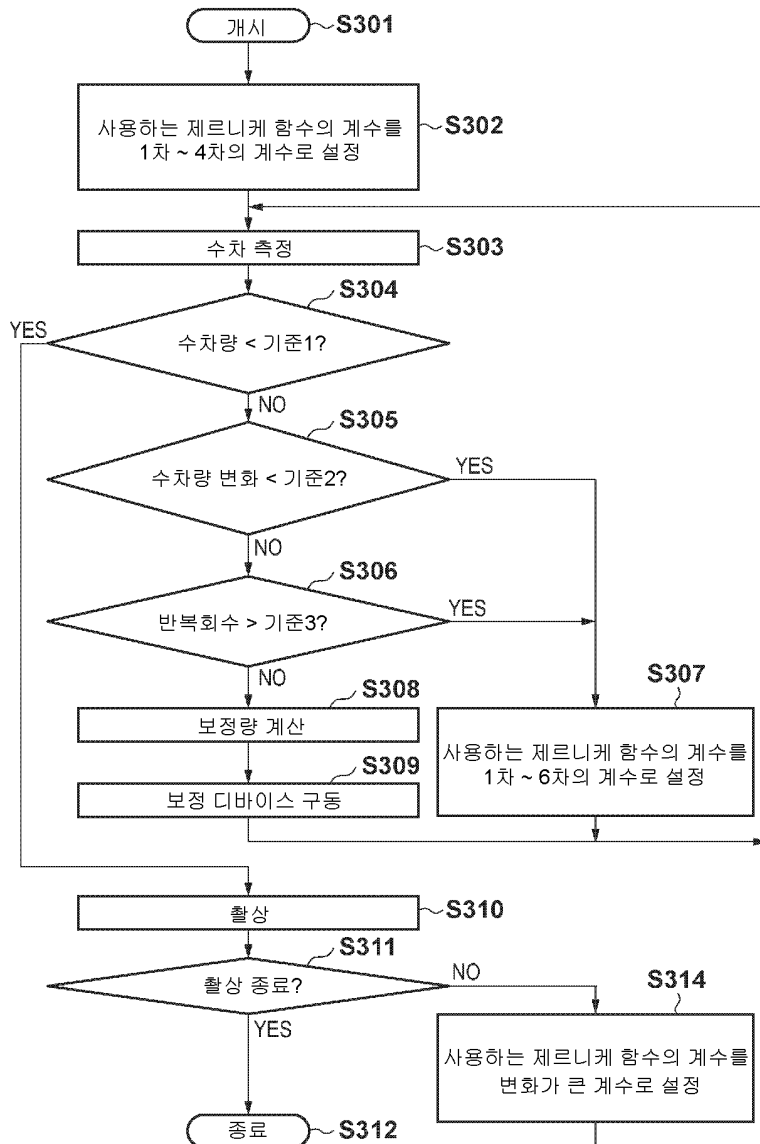 개시
S301
사용하는 제르니케 함수의 계수를
1차 ~ 4차의 계수로 설정
S302
수차 측정
S303
S304
YES
수차량 < 기준1?
NO
S305
수차량 변화 < 기준2?
YES
NO
S306
반복회수 > 기준3?
YES
NO
S308
보정량 계산
S307
사용하는 제르니케 함수의 계수를
1차 ~ 6차의 계수로 설정
S309
보정 디바이스 구동
촬상
S310
S311
촬상 종료?
NO
YES
S314
사용하는 제르니케 함수의 계수를
변화가 큰 계수로 설정
종료
S312